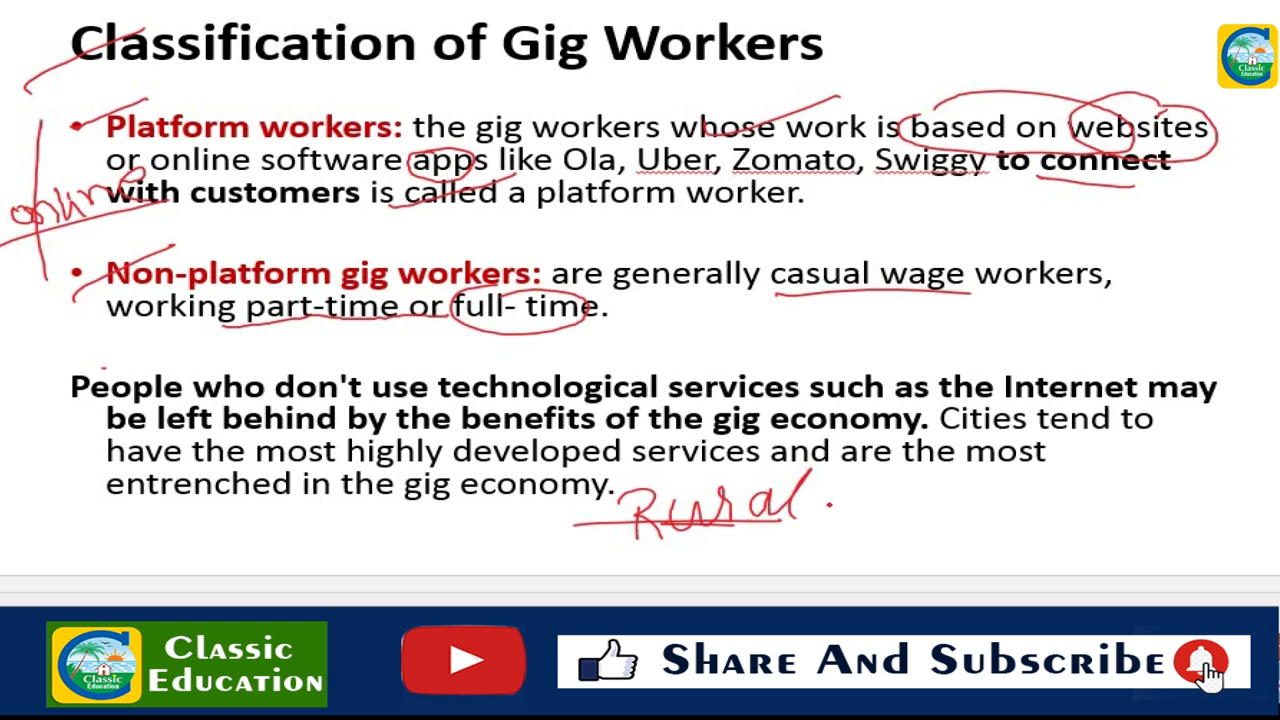 Classification of Gig Workers
Classic
Education
• Platform workers: the gig workers whose work is based on websites
or online software apps like Ola, Uber, Zomato, Swiggy to connect
with customers is called a platform worker.
online
• Non-platform gig workers: are generally casual wage workers,
working part-time or full- time.
People who don't use technological services such as the Internet may
be left behind by the benefits of the gig economy. Cities tend to
have the most highly developed services and are the most
entrenched in the gig economy.
Rural.
Classic
Education
Classic
Education
Share And Subscribe